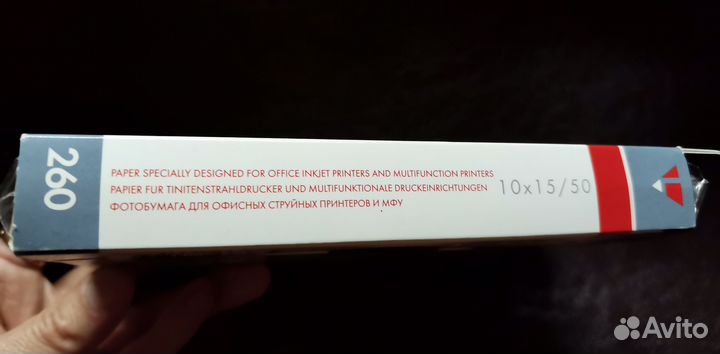 260
PAPER SPECIALLY DESIGNED FOR OFFICE INKJET PRINTERS AND MULTIFUNCTION PRINTERS
PAPIER FUR TINITENSTRAHLDRUCKER UND MULTIFUNKTIONALE DRUCKEINRICHTUNGEN
ФОТОБУМАГА ДЛЯ ОФИСНЫХ СТРУЙНЫХ ПРИНТЕРОВ И МФУ
10x15/50
Avito